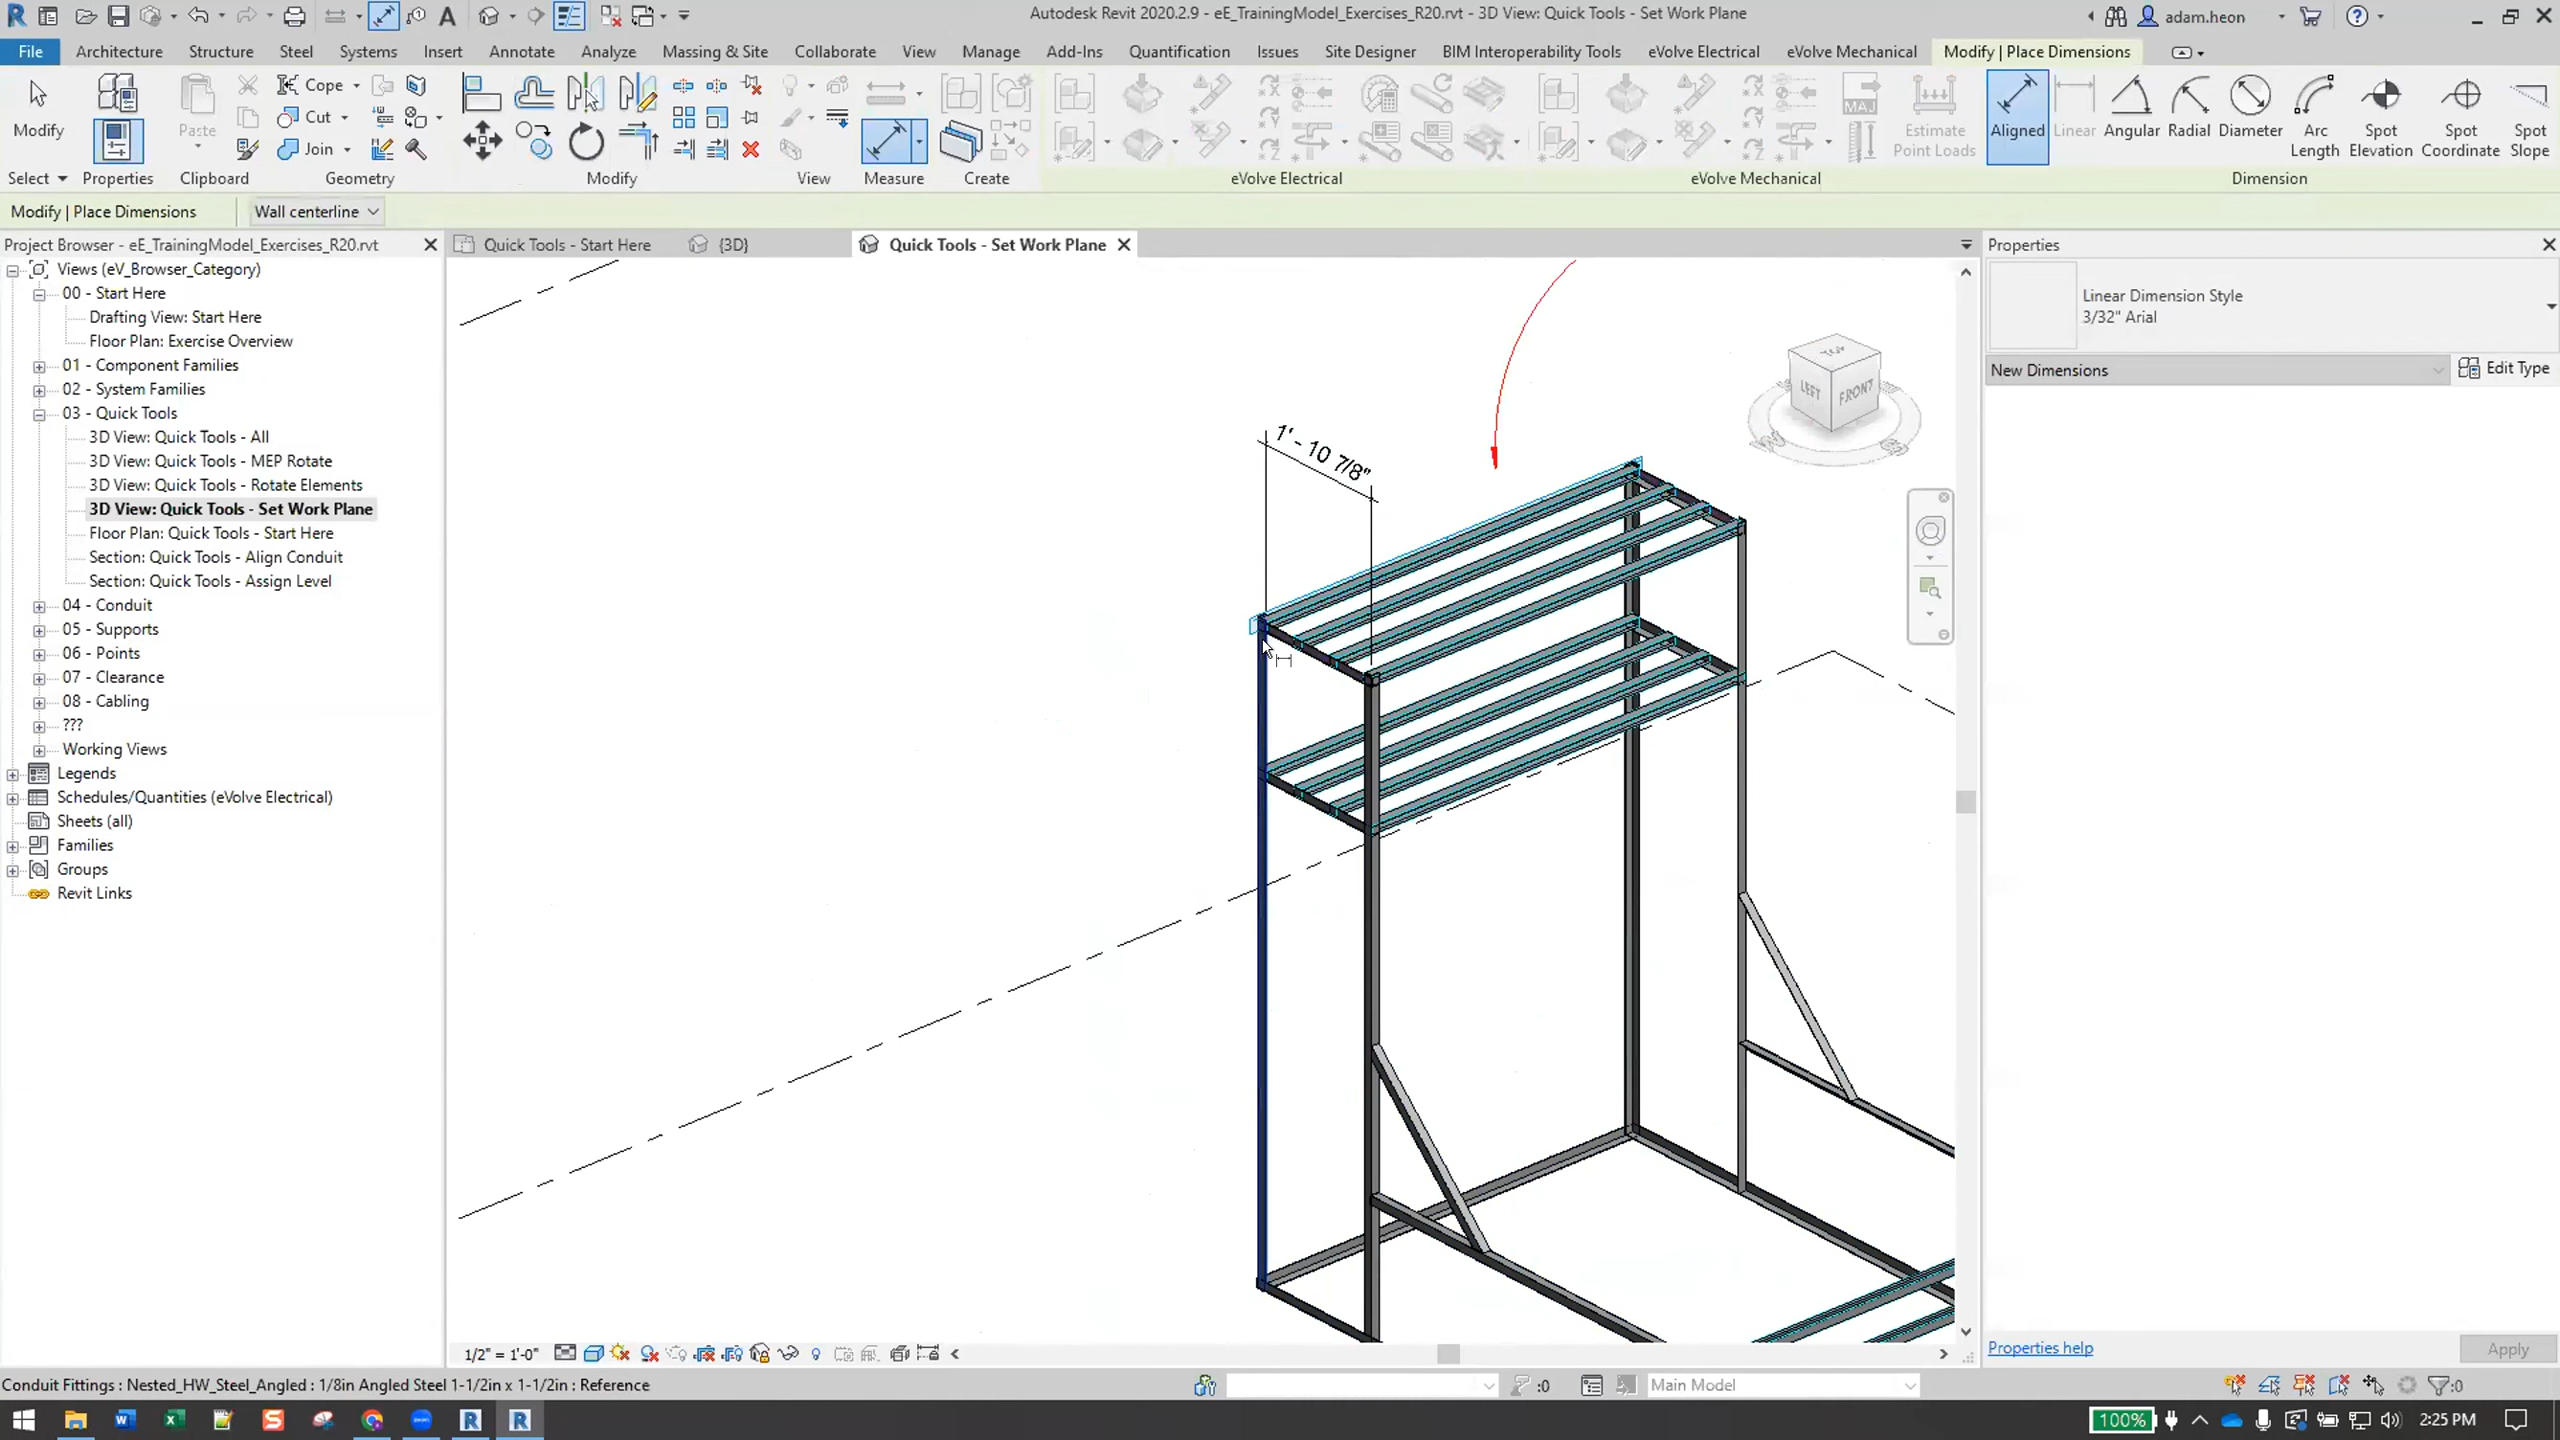 Autodesk Revit 2020.2.9 - eE_TrainingModel_Exercises_R20.rvt - 3D View: Quick Tools - Set Work Plane
adam.heon
File Architecture Structure Steel Systems Insert Annotate Analyze Massing & Site Collaborate View Manage Add-Ins Quantification Issues Site Designer BIM Interoperability Tools eVolve Electrical eVolve Mechanical Modify | Place Dimensions
Modify
Paste
Cope
Cut
Join
MAJ
Estimate Point Loads
Aligned Linear Angular Radial Diameter Arc Length Spot Elevation Spot Coordinate Spot Slope
Select Properties Clipboard Geometry Modify View Measure Create eVolve Electrical eVolve Mechanical Dimension
Modify | Place Dimensions Wall centerline
Project Browser - eE_TrainingModel_Exercises_R20.rvt
Quick Tools - Start Here {3D} Quick Tools - Set Work Plane
Properties
Views (eV_Browser_Category)
00 - Start Here
Drafting View: Start Here
Floor Plan: Exercise Overview
01 - Component Families
02 - System Families
03 - Quick Tools
3D View: Quick Tools - All
3D View: Quick Tools - MEP Rotate
3D View: Quick Tools - Rotate Elements
3D View: Quick Tools - Set Work Plane
Floor Plan: Quick Tools - Start Here
Section: Quick Tools - Align Conduit
Section: Quick Tools - Assign Level
04 - Conduit
05 - Supports
06 - Points
07 - Clearance
08 - Cabling
???
Working Views
Legends
Schedules/Quantities (eVolve Electrical)
Sheets (all)
Families
Groups
Revit Links
1' - 10 7/8"
TOP
LEFT
FRONT
Linear Dimension Style
3/32" Arial
New Dimensions
Edit Type
1/2" = 1'-0"
Properties help
Apply
Conduit Fittings : Nested_HW_Steel_Angled : 1/8in Angled Steel 1-1/2in x 1-1/2in : Reference
:0
Main Model
:0
100%
2:25 PM